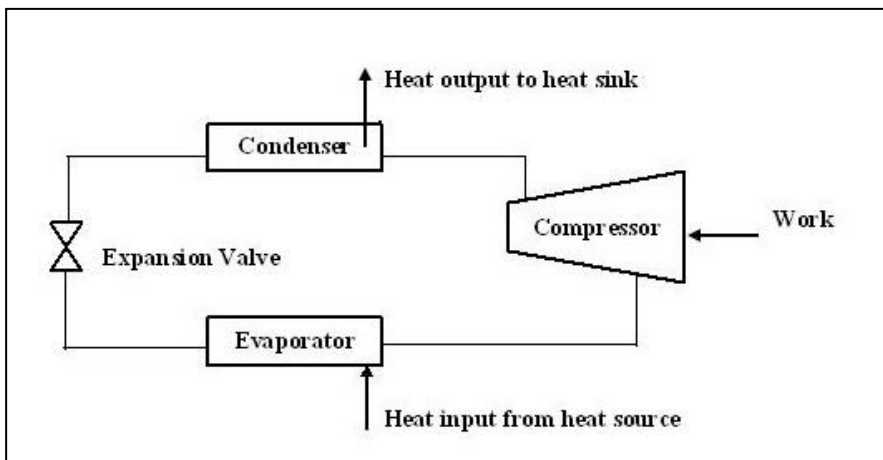 Heat output to heat sink
Condenser
Compressor
Work
Expansion Valve
Evaporator
Heat input from heat source